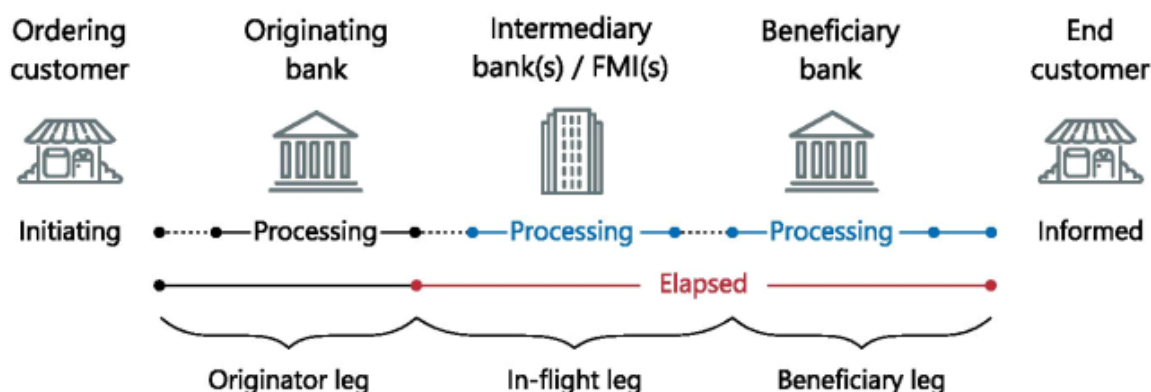 Ordering
customer
Originating
bank
Intermediary
bank(s) / FMI(s)
Beneficiary
bank
End
customer
Initiating
Processing
Processing
Processing
Informed
Elapsed
Originator leg
In-flight leg
Beneficiary leg